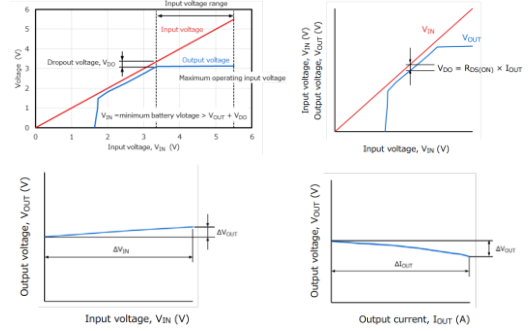 Input voltage range
Input voltage
Dropout voltage, VDO
Output voltage
Maximum operating input voltage
VIN =minimum battery vlotage > VOUT + VDO
Voltage (V)
6
5
4
3
2
1
0
0
1
2
3
4
5
6
Input voltage, VIN (V)
VIN
VOUT
VDO = RDS(ON) × IOUT
Input voltage, VIN (V)
Output voltage, VOUT (V)
Input voltage, VIN (V)
ΔVOUT
ΔVIN
Output voltage, VOUT (V)
Input voltage, VIN (V)
ΔVOUT
ΔIOUT
Output voltage, VOUT (V)
Output current, IOUT (A)